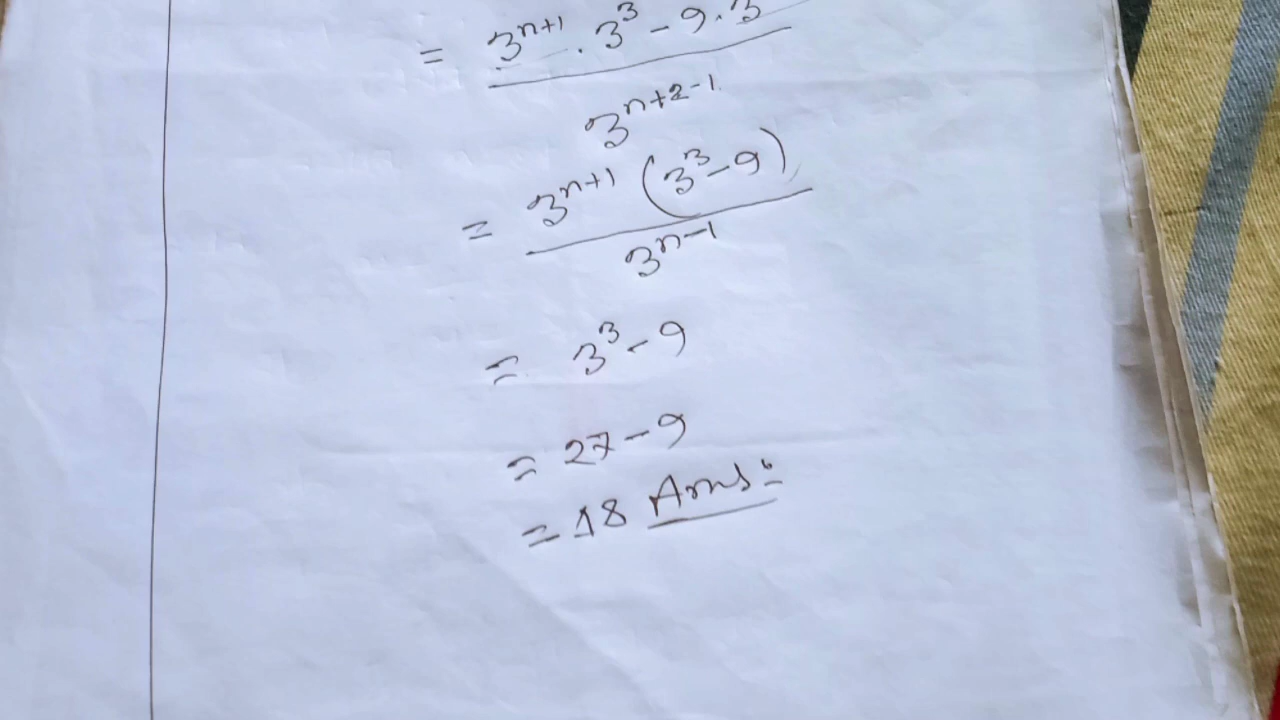 = 3^{n+1} . 3^3 - 9 . 3
3^{n+2-1}
= 3^{n+1} (3^3 - 9)
3^{n-1}
= 3^3 - 9
= 27 - 9
= 18 Ans: